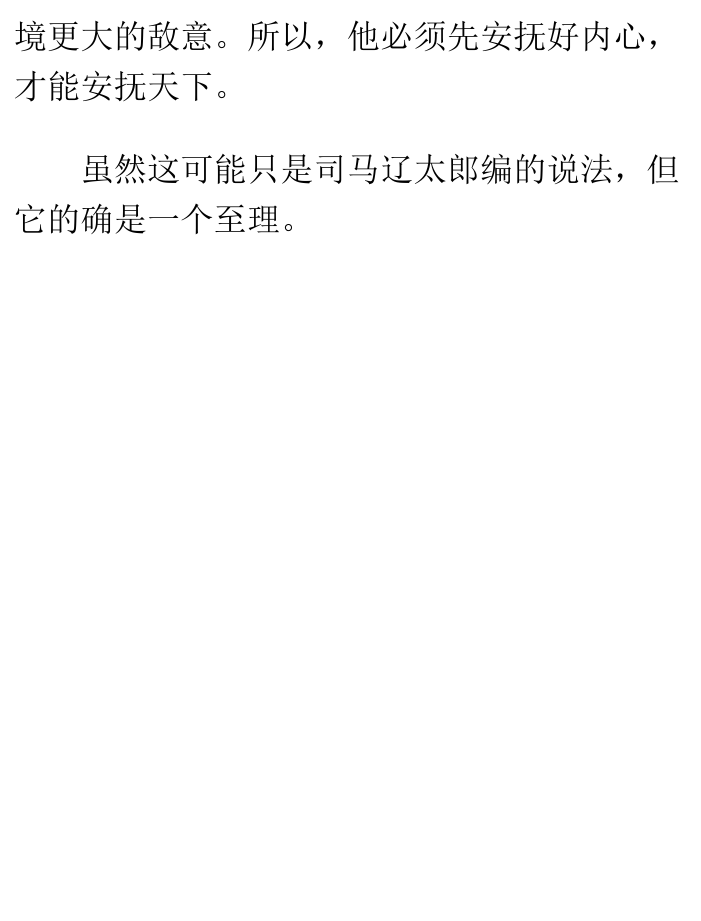 境更大的敌意。所以，他必须先安抚好内心，
才能安抚天下。
虽然这可能只是司马辽太郎编的说法，但
它的确是一个至理。